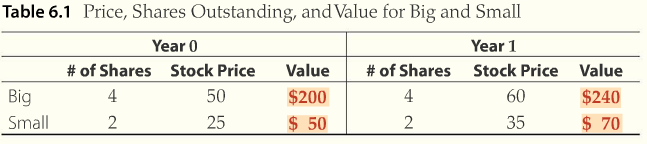 Table 6.1 Price, Shares Outstanding, and Value for Big and Small
Year 0 Year 1
# of Shares Stock Price Value # of Shares Stock Price Value
Big 4 50 $200 4 60 $240
Small 2 25 $ 50 2 35 $ 70